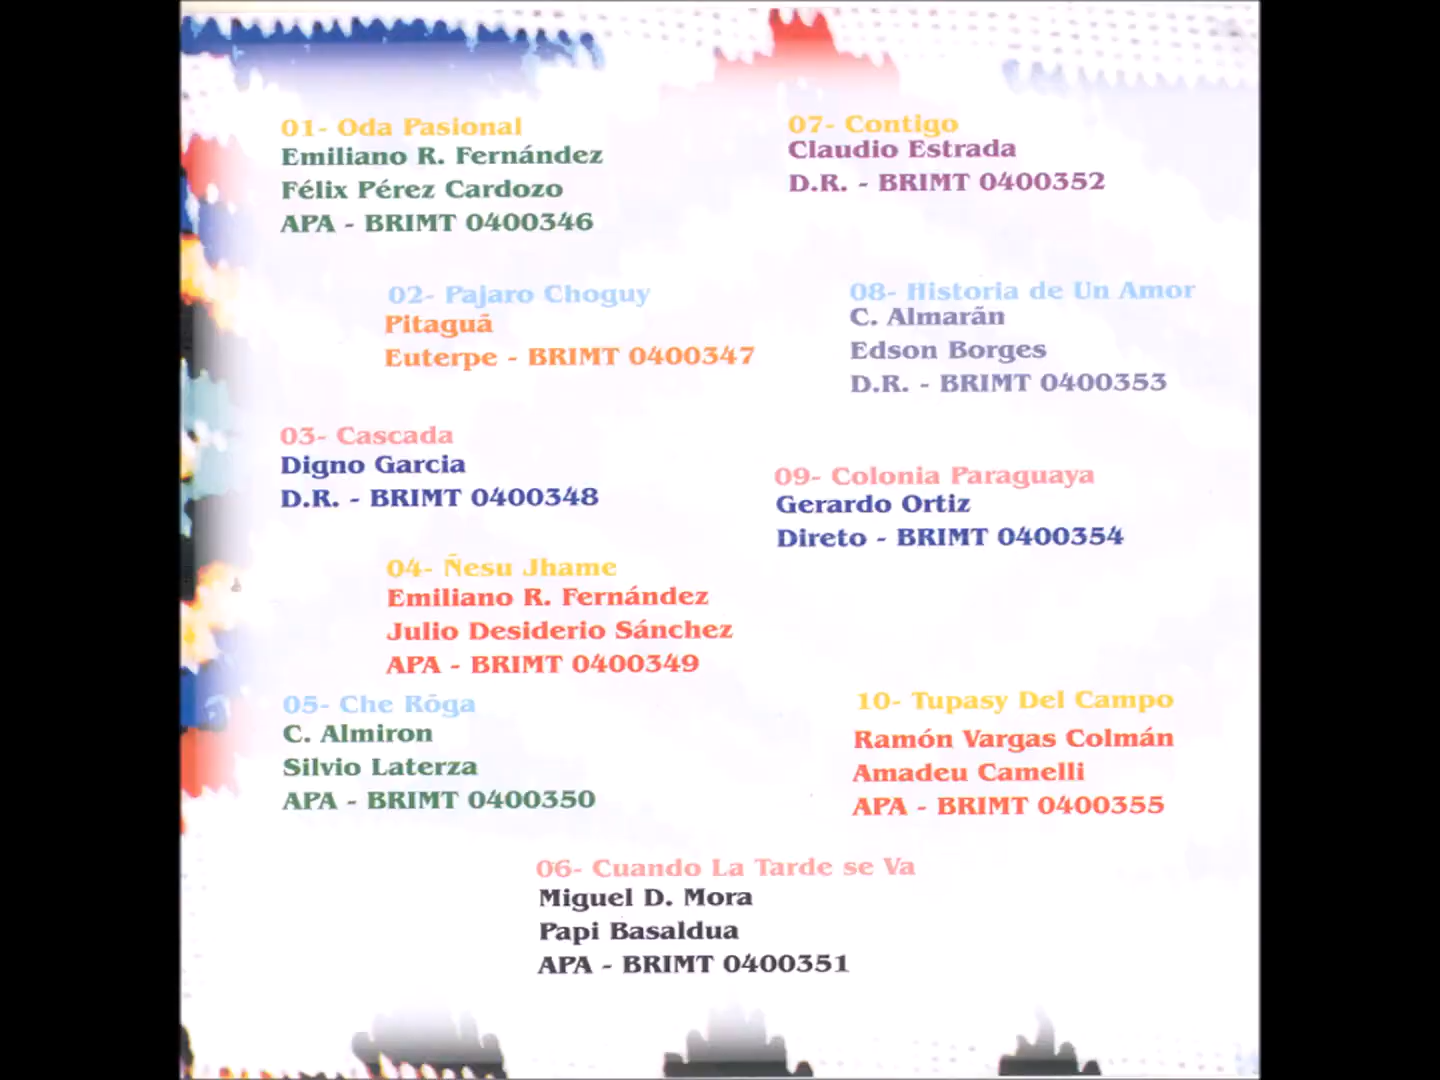 01- Oda Pasional
Emiliano R. Fernández
Félix Pérez Cardozo
APA - BRIMT 0400346
02- Pajaro Choguy
Pitaguã
Euterpe - BRIMT 0400347
03- Cascada
Digno Garcia
D.R. - BRIMT 0400348
04- Ñesu Jhame
Emiliano R. Fernández
Julio Desiderio Sánchez
APA - BRIMT 0400349
05- Che Rõga
C. Almiron
Silvio Laterza
APA - BRIMT 0400350
06- Cuando La Tarde se Va
Miguel D. Mora
Papi Basaldua
APA - BRIMT 0400351
07- Contigo
Claudio Estrada
D.R. - BRIMT 0400352
08- Historia de Un Amor
C. Almarãn
Edson Borges
D.R. - BRIMT 0400353
09- Colonia Paraguaya
Gerardo Ortiz
Direto - BRIMT 0400354
10- Tupasy Del Campo
Ramón Vargas Colmán
Amadeu Camelli
APA - BRIMT 0400355